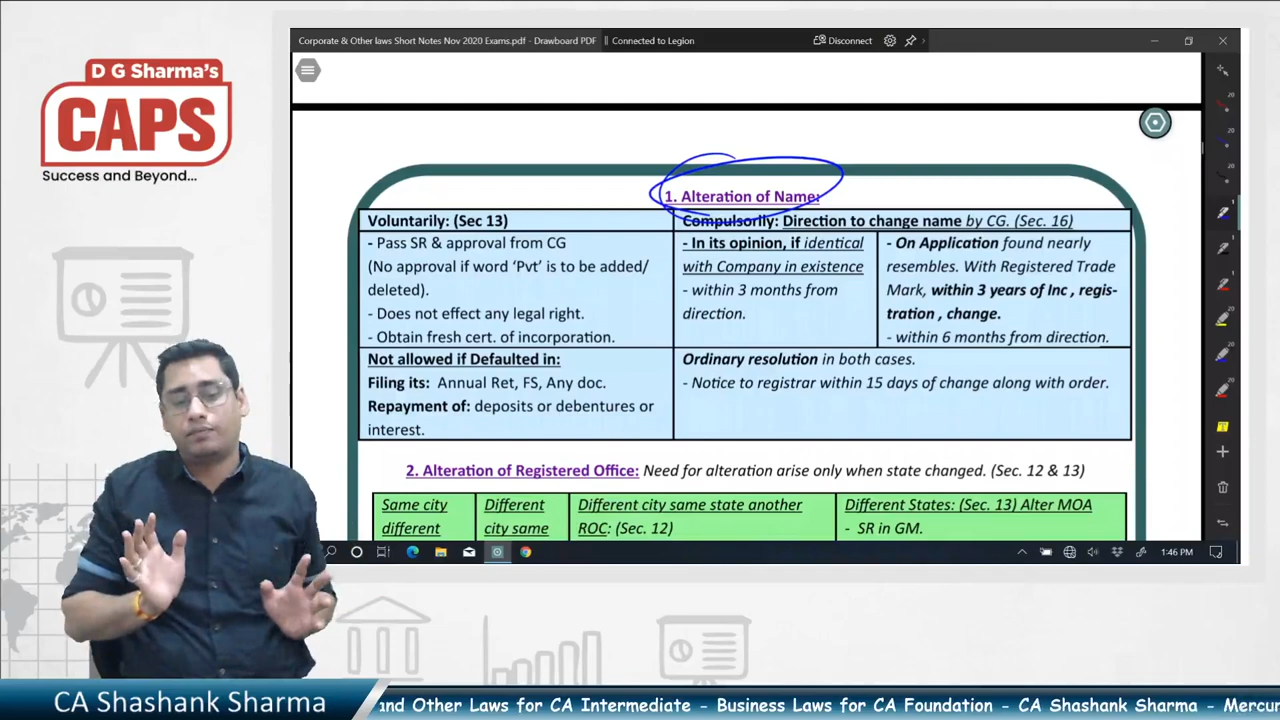 D G Sharma's
CAPS
Success and Beyond...
Corporate & Other laws Short Notes Nov 2020 Exams.pdf - Drawboard PDF
Connected to Legion
Disconnect
1. Alteration of Name:
Voluntarily: (Sec 13)
- Pass SR & approval from CG
(No approval if word ‘Pvt’ is to be added/
deleted).
- Does not effect any legal right.
- Obtain fresh cert. of incorporation.
Compulsorily: Direction to change name by CG. (Sec. 16)
- In its opinion, if identical
with Company in existence
- within 3 months from
direction.
- On Application found nearly
resembles. With Registered Trade
Mark, within 3 years of Inc , regis-
tration , change.
- within 6 months from direction.
Not allowed if Defaulted in:
Filing its: Annual Ret, FS, Any doc.
Repayment of: deposits or debentures or
interest.
Ordinary resolution in both cases.
- Notice to registrar within 15 days of change along with order.
2. Alteration of Registered Office: Need for alteration arise only when state changed. (Sec. 12 & 13)
Same city
different
Different
city same
Different city same state another
ROC: (Sec. 12)
Different States: (Sec. 13) Alter MOA
- SR in GM.
1:46 PM
CA Shashank Sharma
and Other Laws for CA Intermediate - Business Laws for CA Foundation - CA Shashank Sharma - Mercur